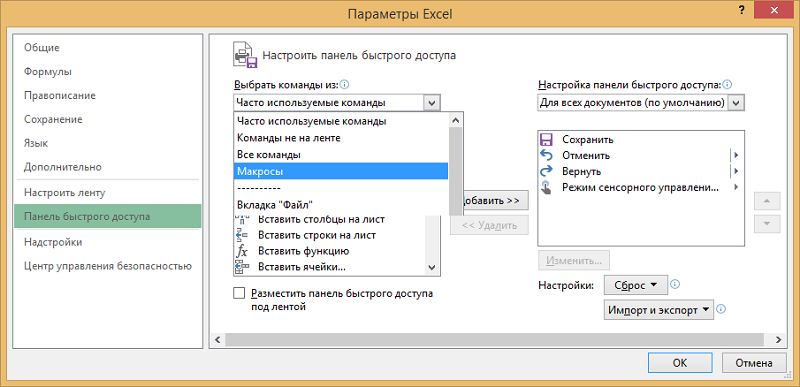 Параметры Excel
?
Общие
Формулы
Правописание
Сохранение
Язык
Дополнительно
Настроить ленту
Панель быстрого доступа
Надстройки
Центр управления безопасностью
Настроить панель быстрого доступа
Выбрать команды из:
Часто используемые команды
Часто используемые команды
Команды не на ленте
Все команды
Макросы
----------
Вкладка "Файл"
Вставить столбцы на лист
Вставить строки на лист
fx Вставить функцию
Вставить ячейки...
Разместить панель быстрого доступа
под лентой
Добавить >>
<< Удалить
Настройка панели быстрого доступа:
Для всех документов (по умолчанию)
Сохранить
Отменить
Вернуть
Режим сенсорного управлени...
Изменить...
Настройки:
Сброс
Импорт и экспорт
ОК
Отмена